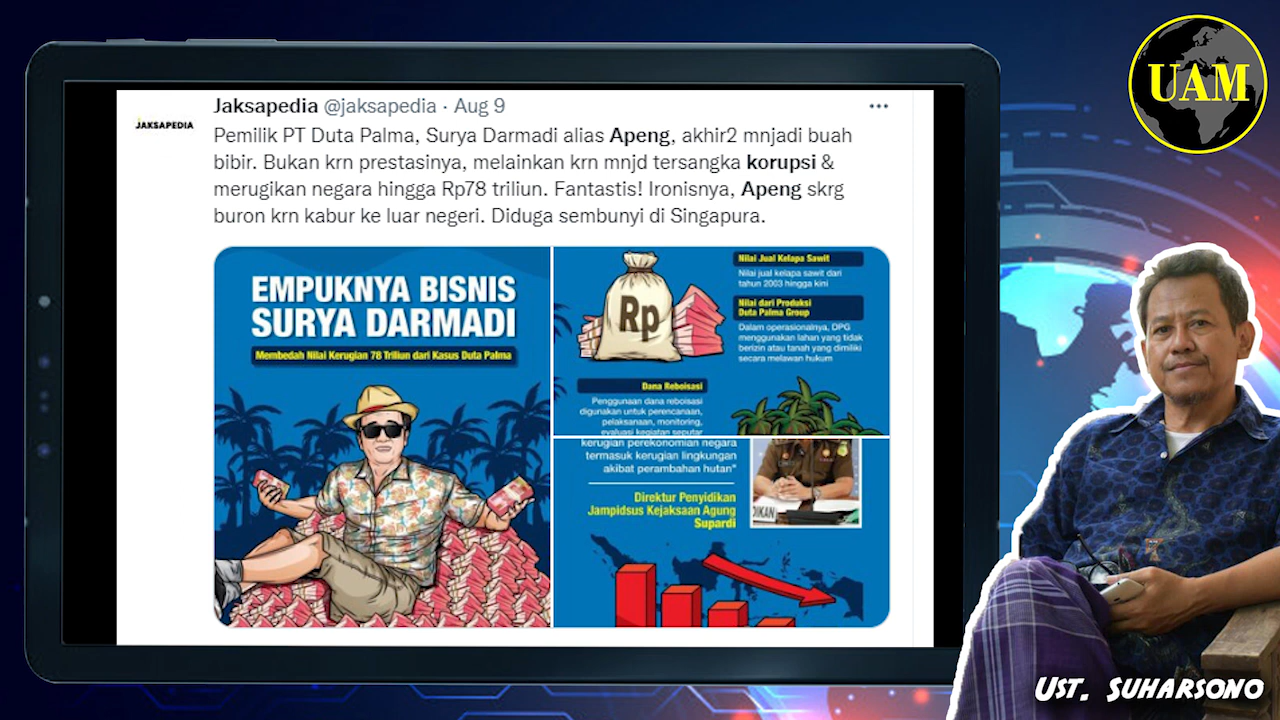 UAM
JAKSAPEDIA
Jaksapedia @jaksapedia · Aug 9
Pemilik PT Duta Palma, Surya Darmadi alias Apeng, akhir2 mnjadi buah
bibir. Bukan krn prestasinya, melainkan krn mnjd tersangka korupsi &
merugikan negara hingga Rp78 triliun. Fantastis! Ironisnya, Apeng skrg
buron krn kabur ke luar negeri. Diduga sembunyi di Singapura.
EMPUKNYA BISNIS
SURYA DARMADI
Membedah Nilai Kerugian 78 Triliun dari Kasus Duta Palma
Rp
Nilai Jual Kelapa Sawit
Nilai jual kelapa sawit dari
tahun 2003 hingga kini
Nilai dari Produksi
Duta Palma Group
Dalam operasionalnya, DPG
menggunakan lahan yang tidak
berizin atau tanah yang dimiliki
secara melawan hukum
Dana Reboisasi
Penggunaan dana reboisasi
digunakan untuk perencanaan,
pelaksanaan, monitoring,
evaluasi kegiatan seputar
kerugian perekonomian negara
termasuk kerugian lingkungan
akibat perambahan hutan"
Direktur Penyidikan
Jampidsus Kejaksaan Agung
Supardi
DIKAN
Ust. Suharsono